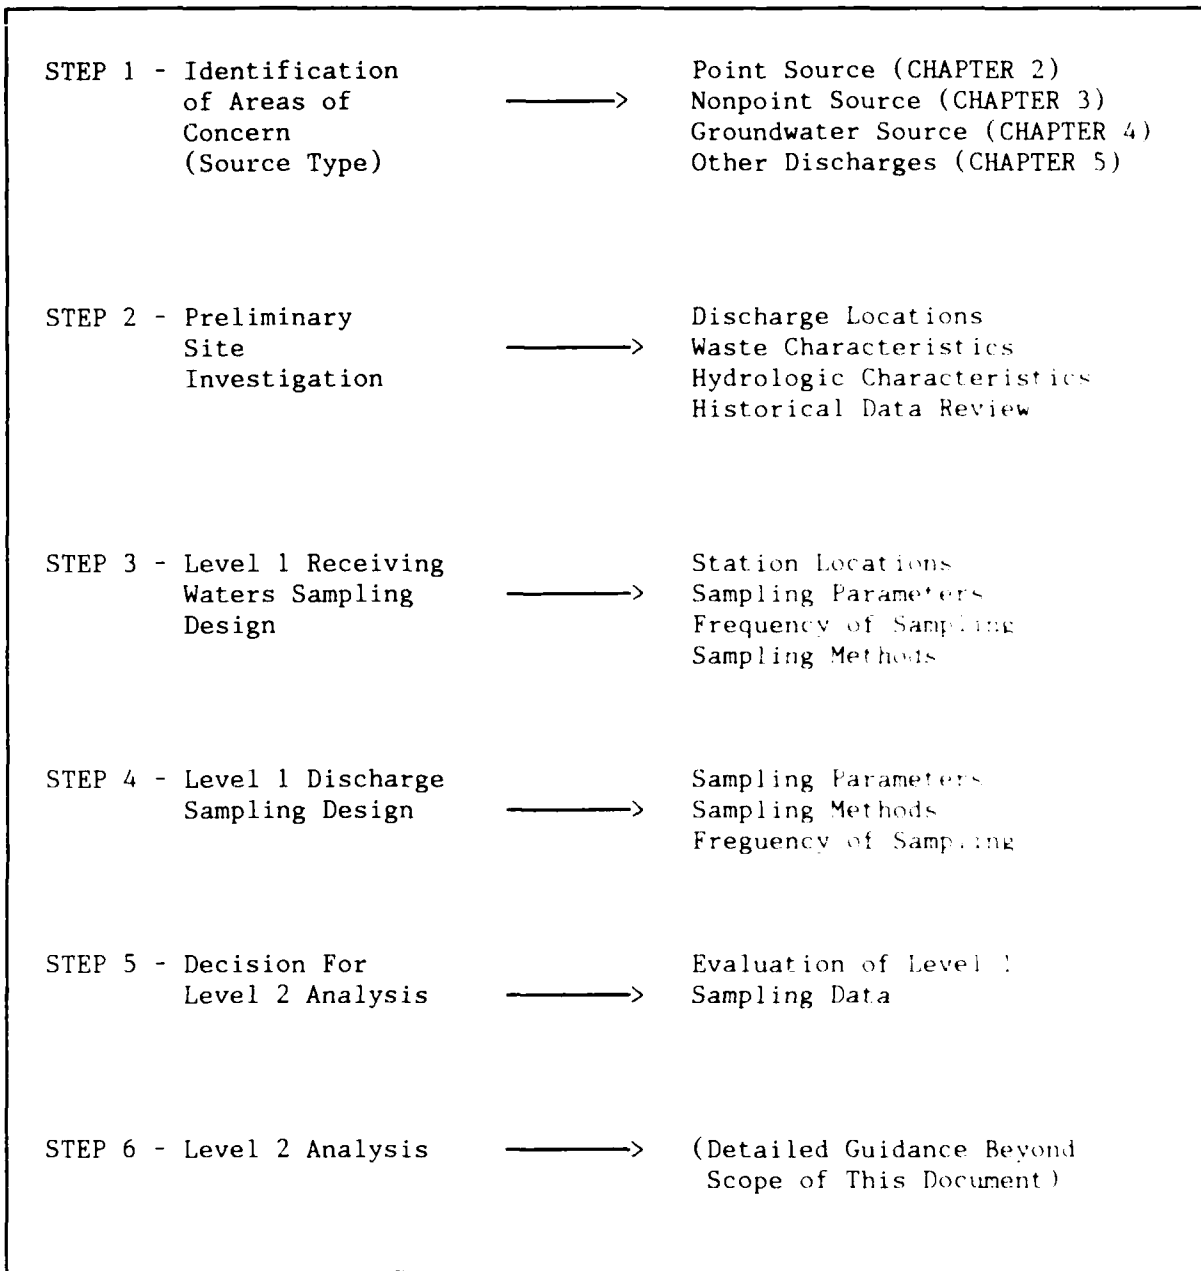 STEP 1 - Identification of Areas of Concern (Source Type)
———>
Point Source (CHAPTER 2)
Nonpoint Source (CHAPTER 3)
Groundwater Source (CHAPTER 4)
Other Discharges (CHAPTER 5)
STEP 2 - Preliminary
Site
Investigation
———>
Discharge Locations
Waste Characteristics
Hydrologic Characteristics
Historical Data Review
STEP 3 - Level 1 Receiving
Waters Sampling
Design
———>
Station Locations
Sampling Parameters
Frequency of Sampling
Sampling Methods
STEP 4 - Level 1 Discharge
Sampling Design
———>
Sampling Parameters
Sampling Methods
Freguency of Sampling
STEP 5 - Decision For
Level 2 Analysis
———>
Evaluation of Level 1
Sampling Data
STEP 6 - Level 2 Analysis
———>
(Detailed Guidance Beyond
Scope of This Document)